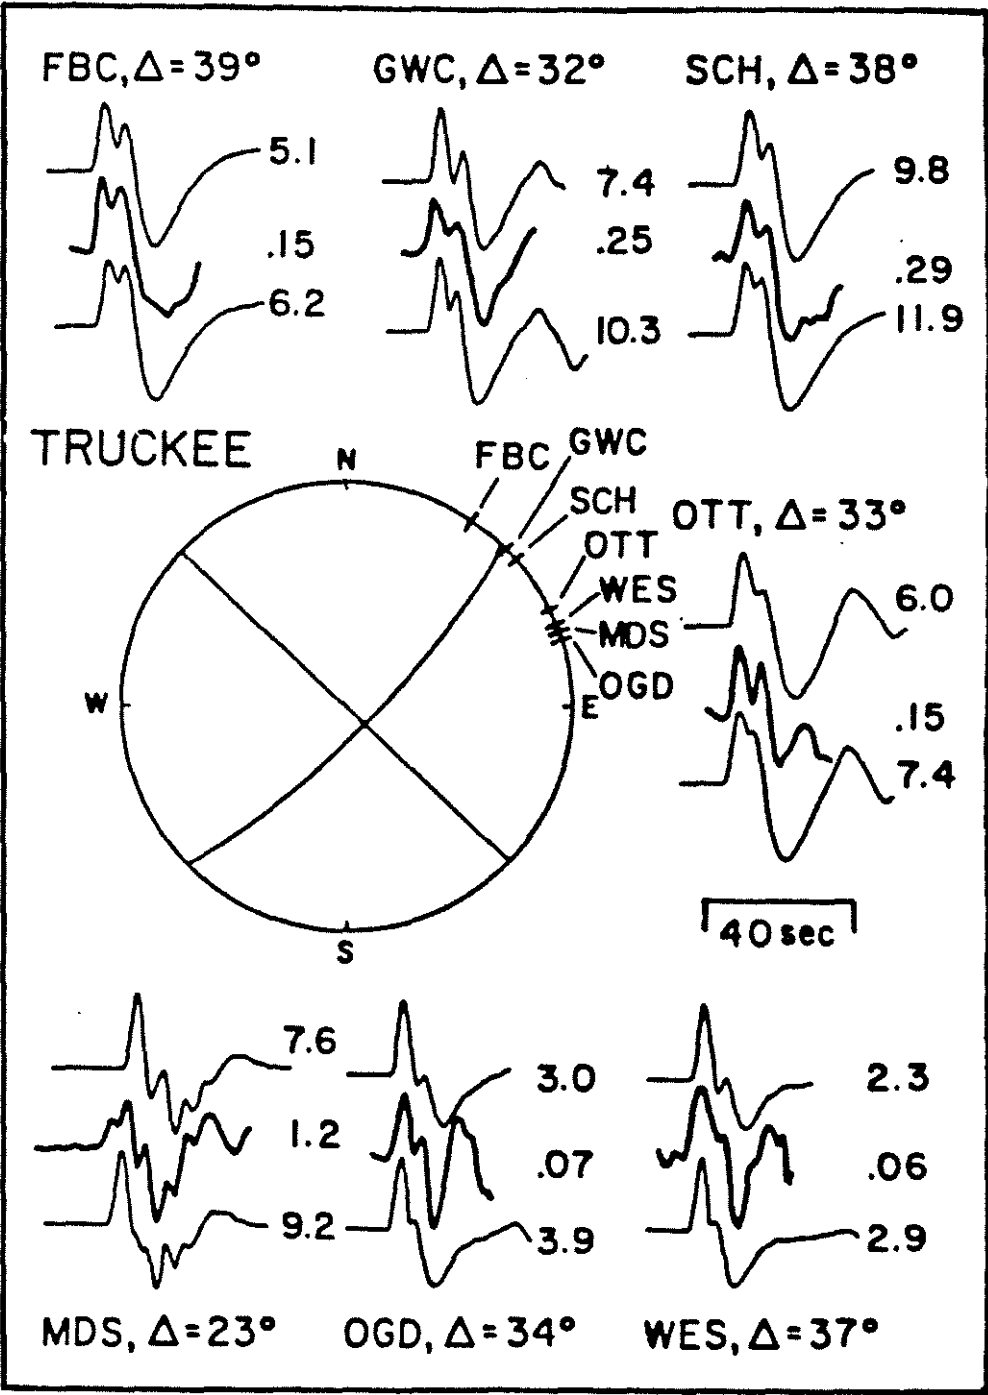 FBC, Δ=39°
GWC, Δ=32°
SCH, Δ=38°
5.1
7.4
9.8
.15
.25
.29
6.2
10.3
11.9
TRUCKEE
N
FBC
GWC
SCH
OTT
WES
MDS
OGD
W
E
S
OTT, Δ=33°
6.0
.15
7.4
40 sec
7.6
3.0
2.3
1.2
.07
.06
9.2
3.9
2.9
MDS, Δ=23°
OGD, Δ=34°
WES, Δ=37°